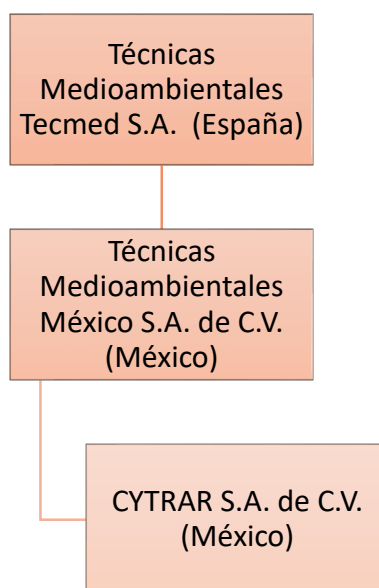 Técnicas
Medioambientales
Tecmed S.A. (España)
Técnicas
Medioambientales
México S.A. de C.V.
(México)
CYTRAR S.A. de C.V.
(México)